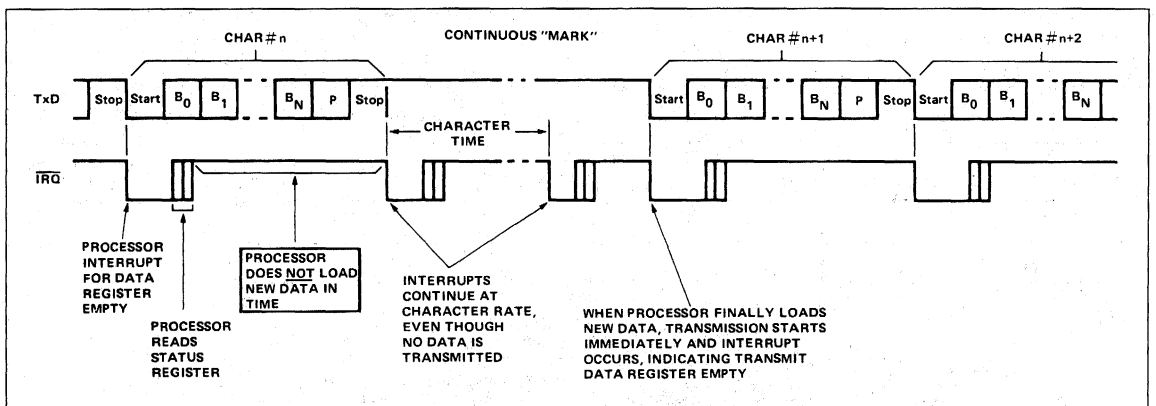 CHAR #n
CONTINUOUS "MARK"
CHAR #n+1
CHAR #n+2
TxD
Stop Start B0 B1 BN P Stop
Start B0 B1 BN P Stop Start B0 B1 BN
CHARACTER
TIME
IRQ
PROCESSOR
INTERRUPT
FOR DATA
REGISTER
EMPTY
PROCESSOR
READS
STATUS
REGISTER
PROCESSOR
DOES NOT LOAD
NEW DATA IN
TIME
INTERRUPTS
CONTINUE AT
CHARACTER RATE,
EVEN THOUGH
NO DATA IS
TRANSMITTED
WHEN PROCESSOR FINALLY LOADS
NEW DATA, TRANSMISSION STARTS
IMMEDIATELY AND INTERRUPT
OCCURS, INDICATING TRANSMIT
DATA REGISTER EMPTY